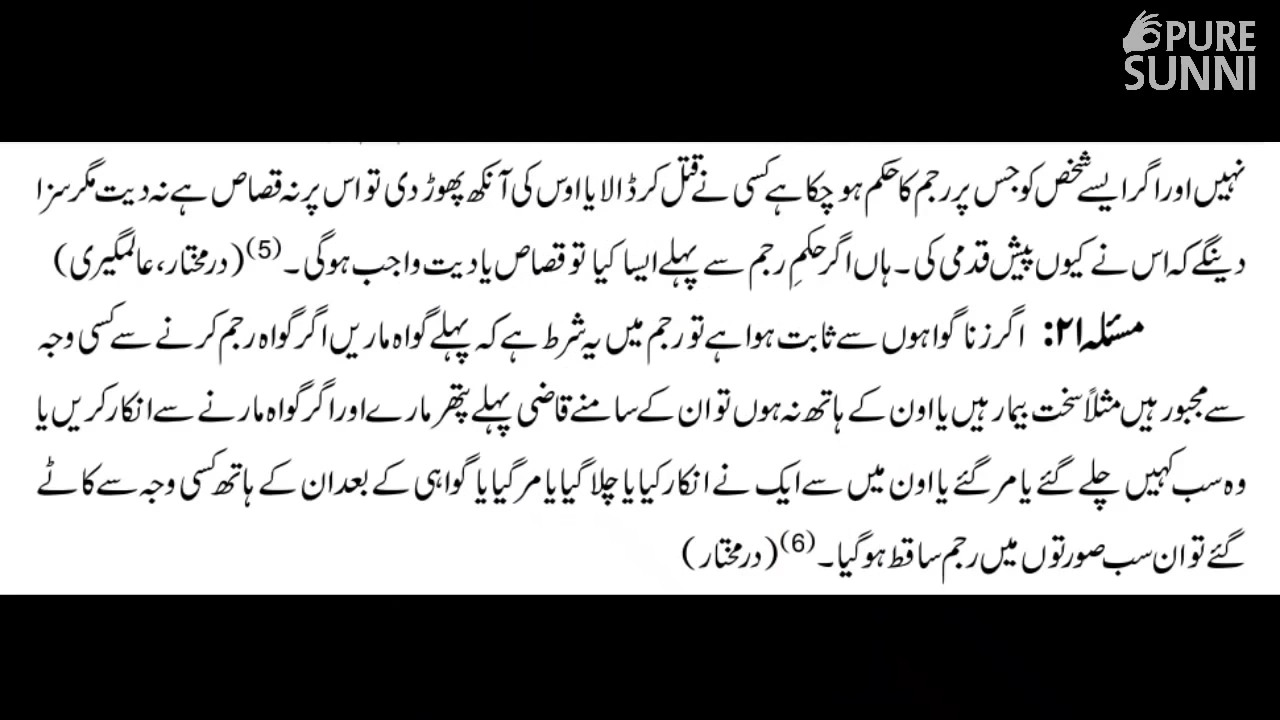 PURE
SUNNI
نہیں اور اگر ایسے شخص کو جس پر رجم کا حکم ہو چکا ہے کسی نے قتل کر ڈالا یا اوس کی آنکھ پھوڑ دی تو اس پر نہ قصاص ہے نہ دیت مگر سزا
دینگے کہ اس نے کیوں پیش قدمی کی۔ ہاں اگر حکمِ رجم سے پہلے ایسا کیا تو قصاص یا دیت واجب ہوگی۔(5) (درمختار، عالمگیری)
مسئلہ ۲۱: اگر زنا گواہوں سے ثابت ہوا ہے تو رجم میں یہ شرط ہے کہ پہلے گواہ ماریں اگر گواہ رجم کرنے سے کسی وجہ
سے مجبور ہیں مثلاً سخت بیمار ہیں یا اون کے ہاتھ نہ ہوں تو ان کے سامنے قاضی پہلے پتھر مارے اور اگر گواہ مارنے سے انکار کریں یا
وہ سب کہیں چلے گئے یا مر گئے یا اون میں سے ایک نے انکار کیا یا چلا گیا یا مر گیا یا گواہی کے بعد ان کے ہاتھ کسی وجہ سے کاٹے
گئے تو ان سب صورتوں میں رجم ساقط ہوگیا۔(6) (درمختار)